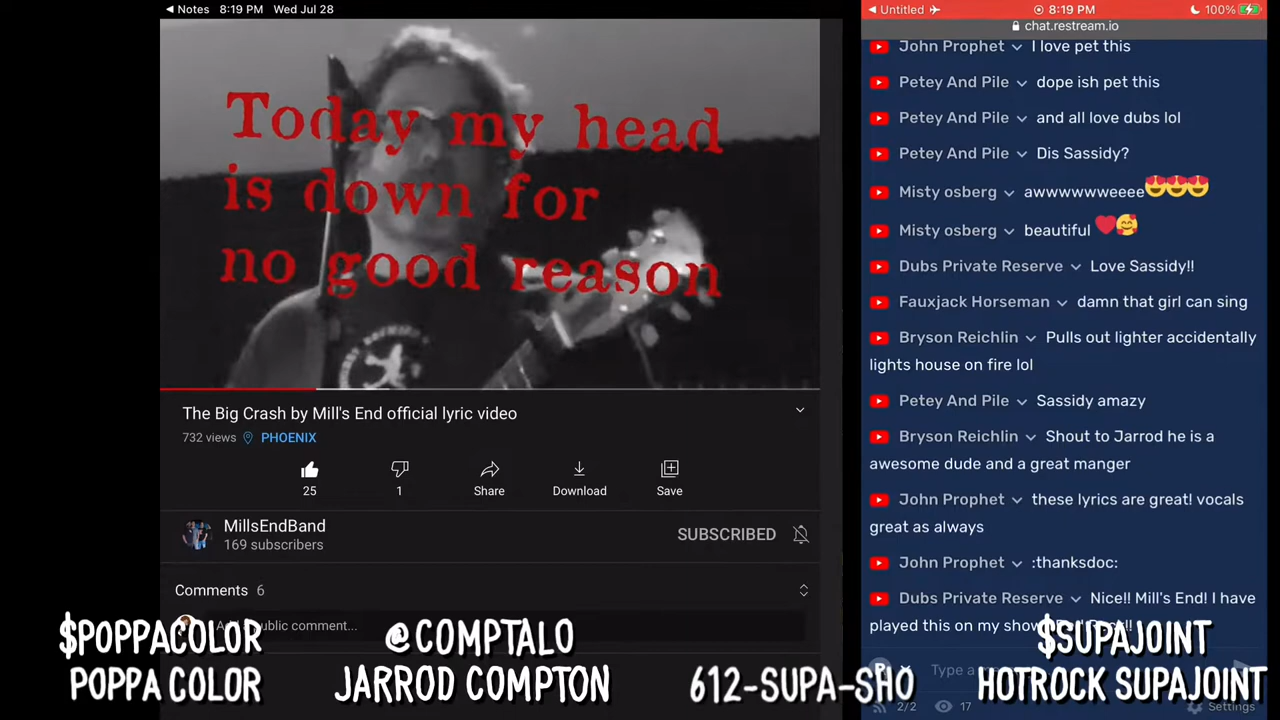 Notes 8:19 PM Wed Jul 28
Today my head
is down for
no good reason
The Big Crash by Mill's End official lyric video
732 views PHOENIX
25 1 Share Download Save
MillsEndBand
169 subscribers
SUBSCRIBED
Comments 6
public comment...
Untitled 8:19 PM 100%
chat.restream.io
John Prophet I love pet this
Petey And Pile dope ish pet this
Petey And Pile and all love dubs lol
Petey And Pile Dis Sassidy?
Misty osberg awwwwwweeee😍😍😍
Misty osberg beautiful ❤️🥰
Dubs Private Reserve Love Sassidy!!
Fauxjack Horseman damn that girl can sing
Bryson Reichlin Pulls out lighter accidentally
lights house on fire lol
Petey And Pile Sassidy amazy
Bryson Reichlin Shout to Jarrod he is a
awesome dude and a great manger
John Prophet these lyrics are great! vocals
great as always
John Prophet :thanksdoc:
Dubs Private Reserve Nice!! Mill's End! I have
played this on my show
Type a
2/2 17 Settings
$POPPACOLOR @COMPTALO $SUPAJOINT
POPPA COLOR JARROD COMPTON 612-SUPA-SHO HOTROCK SUPAJOINT